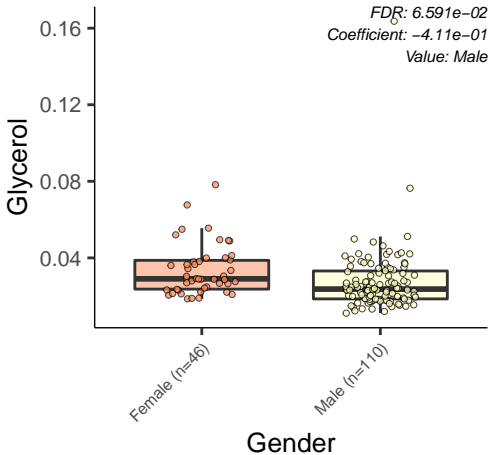 FDR: 6.591e−02
Coefficient: −4.11e−01
Value: Male
0.16
0.12
0.08
0.04
Glycerol
Female (n=46)
Male (n=110)
Gender